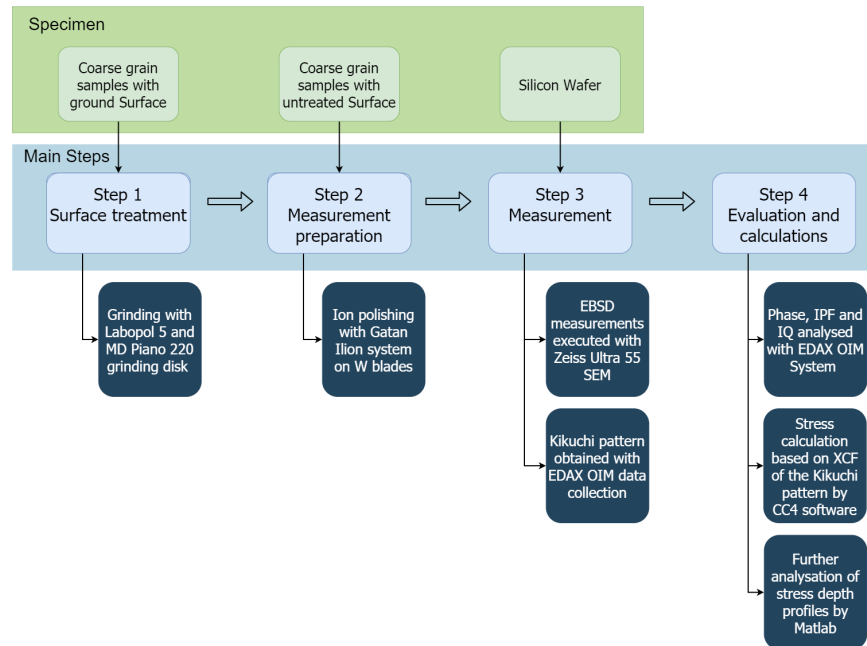 Specimen
Coarse grain
samples with
ground Surface
Coarse grain
samples with
untreated Surface
Silicon Wafer
Main Steps
Step 1
Surface treatment
Step 2
Measurement
preparation
Step 3
Measurement
Step 4
Evaluation and
calculations
Grinding with
Labopol 5 and
MD Piano 220
grinding disk
Ion polishing
with Gatan
Ilion system
on W blades
EBSD
measurements
executed with
Zeiss Ultra 55
SEM
Kikuchi pattern
obtained with
EDAX OIM data
collection
Phase, IPF and
IQ analysed
with EDAX OIM
System
Stress
calculation
based on XCF of
the Kikuchi
pattern by
CC4 software
Further
analysation of
stress depth
profiles by
Matlab